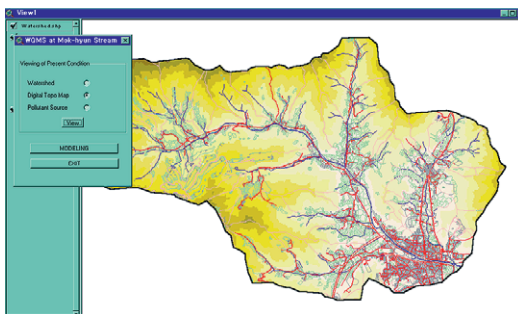 View1
Watershed.shp
WQMS at Mok-hyun Stream
Viewing of Present Condition
Watershed
Digital Topo Map
Pollutant Source
View
MODELING
EXIT